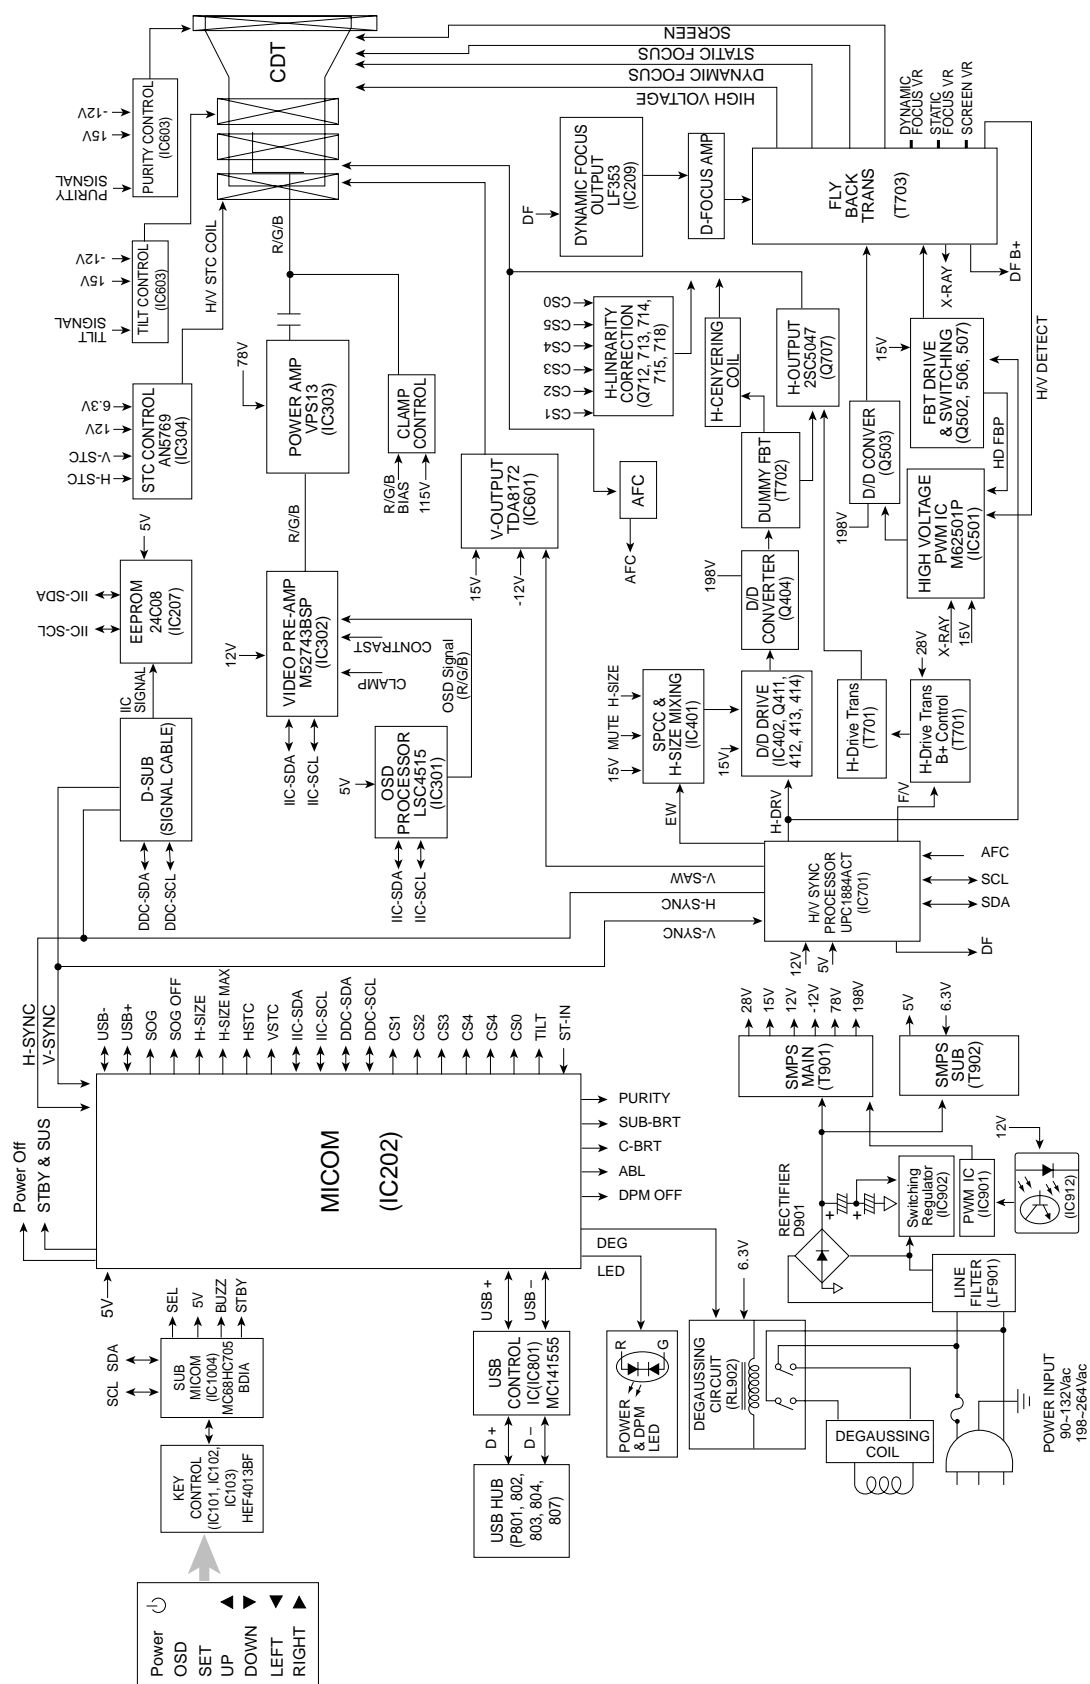 Power
OSD
SET
UP
DOWN
LEFT
RIGHT
KEY
CONTROL
(IC101, IC102,
IC103)
HEF4013BF
SCL
SDA
SUB
MICOM
(IC1004)
MC68HC705
BDIA
SEL
5V
BUZZ
STBY
5V
Power Off
STBY & SUS
H-SYNC
V-SYNC
MICOM
(IC202)
USB-
USB+
SOG
SOG OFF
H-SIZE
H-SIZE MAX
HSTC
VSTC
IIC-SDA
IIC-SCL
DDC-SDA
DDC-SCL
CS1
CS2
CS3
CS4
CS4
CS0
TILT
ST-IN
PURITY
SUB-BRT
C-BRT
ABL
DPM OFF
DEG
LED
USB +
USB –
USB
CONTROL
IC(IC801)
MC141555
D +
D –
USB HUB
(P801, 802,
803, 804,
807)
R
G
POWER
& DPM
LED
6.3V
DEGAUSSING
CIRCUIT
(RL902)
DEGAUSSING
COIL
POWER INPUT
90~132Vac
198~264Vac
LINE
FILTER
(LF901)
RECTIFIER
D901
+
+
Switching
Regulator
(IC902)
PWM IC
(IC901)
12V
(IC912)
SMPS
MAIN
(T901)
28V
15V
12V
-12V
78V
198V
SMPS
SUB
(T902)
5V
6.3V
DDC-SDA
DDC-SCL
D-SUB
(SIGNAL CABLE)
IIC
SIGNAL
EEPROM
24C08
(IC207)
IIC-SCL
IIC-SDA
5V
IIC-SDA
IIC-SCL
OSD
PROCESSOR
LSC4515
(IC301)
5V
OSD Signal
(R/G/B)
IIC-SDA
IIC-SCL
VIDEO PRE-AMP
M52743BSP
(IC302)
12V
CLAMP
CONTRAST
R/G/B
POWER AMP
VPS13
(IC303)
78V
R/G/B
CLAMP
CONTROL
R/G/B
BIAS
115V
STC CONTROL
AN5769
(IC304)
H-STC
V-STC
12V
6.3V
H/V STC COIL
TILT CONTROL
(IC603)
TILT
SIGNAL
15V
-12V
PURITY CONTROL
(IC603)
PURITY
SIGNAL
15V
-12V
CDT
V-SYNC
H-SYNC
V-SAW
H/V SYNC
PROCESSOR
UPC1884ACT
(IC701)
12V
5V
DF
SDA
SCL
AFC
EW
H-DRV
F/V
SPCC &
H-SIZE MIXING
(IC401)
15V
MUTE
H-SIZE
D/D DRIVE
(IC402, Q411,
412, 413, 414)
15V
D/D
CONVERTER
(Q404)
198V
DUMMY FBT
(T702)
H-CENYERING
COIL
H-OUTPUT
2SC5047
(Q707)
H-Drive Trans
(T701)
H-Drive Trans
B+ Control
(T701)
28V
V-OUTPUT
TDA8172
(IC601)
15V
-12V
AFC
AFC
H-LINRARITY
CORRECTION
(Q712, 713, 714,
715, 718)
CS1
CS2
CS3
CS4
CS5
CS0
DYNAMIC FOCUS
OUTPUT
LF353
(IC209)
DF
D-FOCUS AMP
FLY
BACK
TRANS
(T703)
SCREEN
STATIC FOCUS
DYNAMIC FOCUS
HIGH VOLTAGE
DYNAMIC
FOCUS VR
STATIC
FOCUS VR
SCREEN VR
X-RAY
DF B+
H/V DETECT
FBT DRIVE
& SWITCHING
(Q502, 506, 507)
15V
HD FBP
D/D CONVER
(Q503)
198V
HIGH VOLTAGE
PWM IC
M62501P
(IC501)
X-RAY
15V